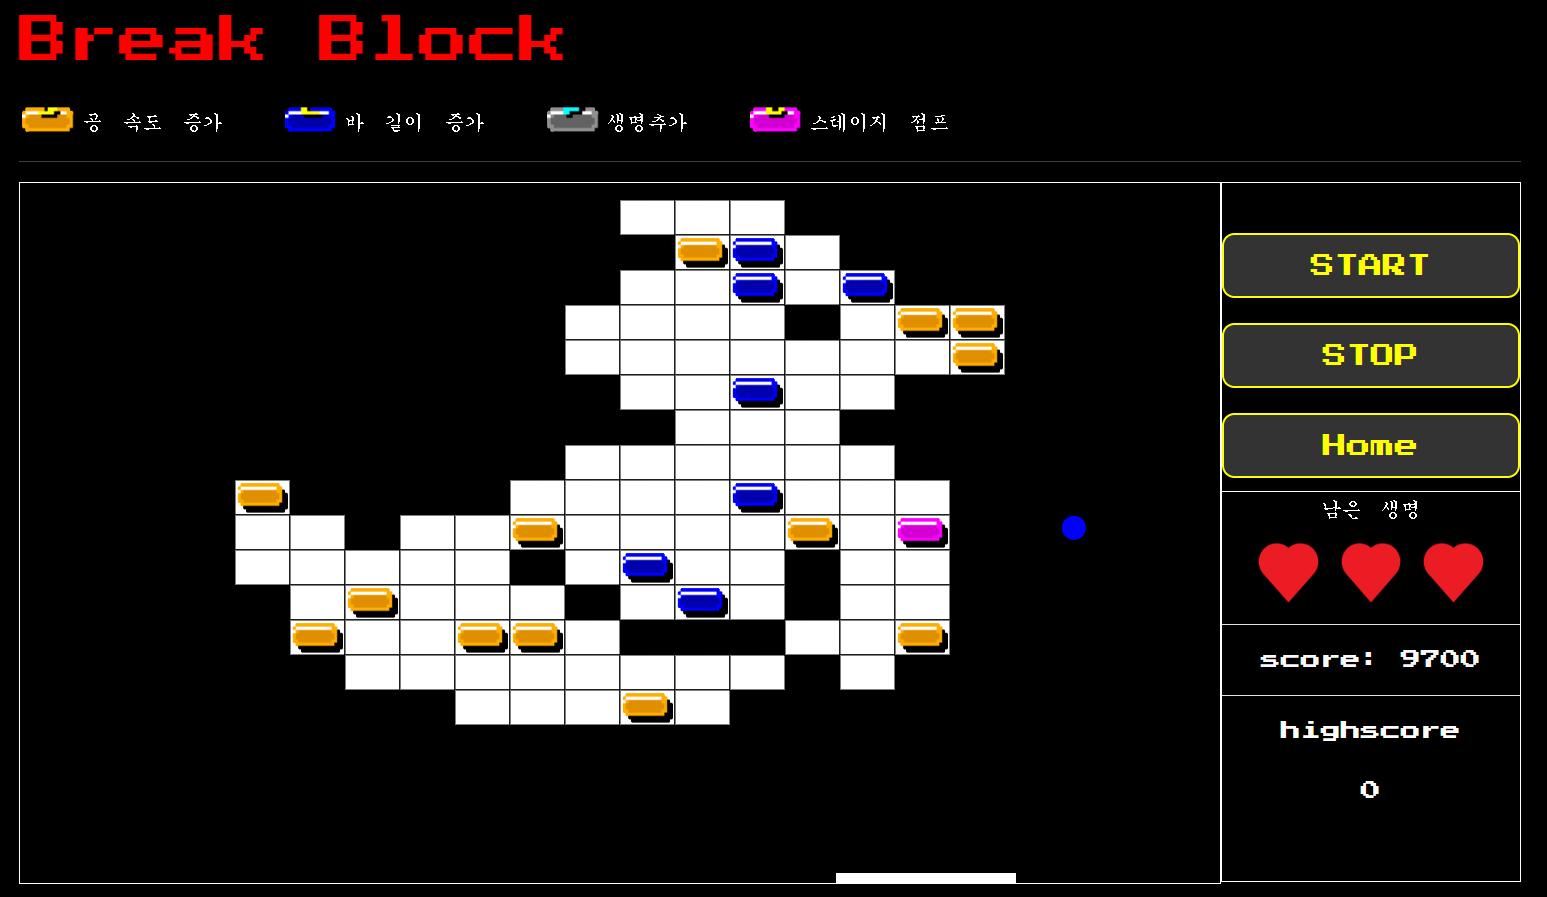 Break Block
공 속도 증가 바 길이 증가 생명추가 스테이지 점프
START
STOP
Home
남은 생명
score: 9700
highscore
0